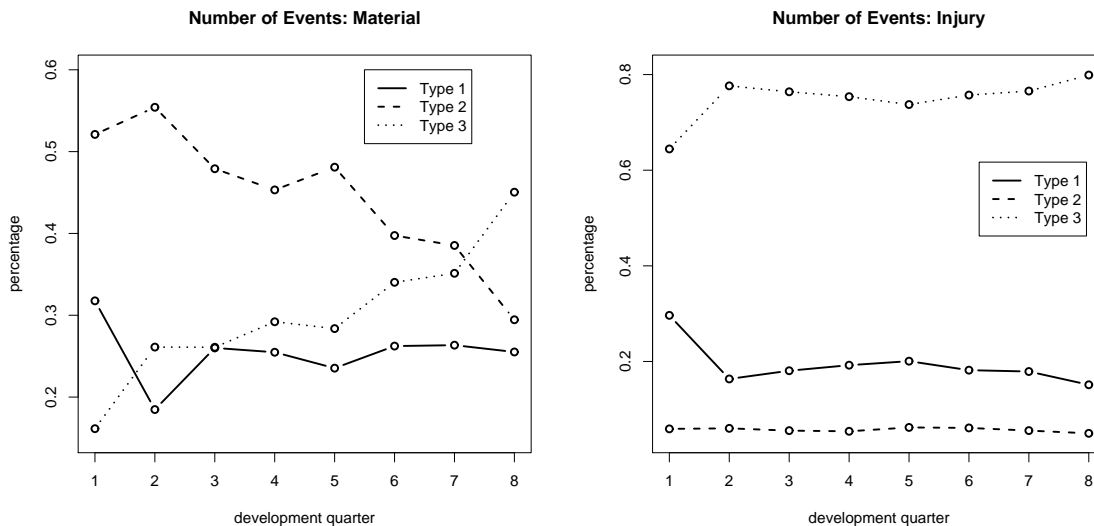 Number of Events: Material
0.6
0.5
0.4
0.3
0.2
percentage
Type 1
Type 2
Type 3
1 2 3 4 5 6 7 8
development quarter
Number of Events: Injury
0.8
0.6
0.4
0.2
percentage
Type 1
Type 2
Type 3
1 2 3 4 5 6 7 8
development quarter